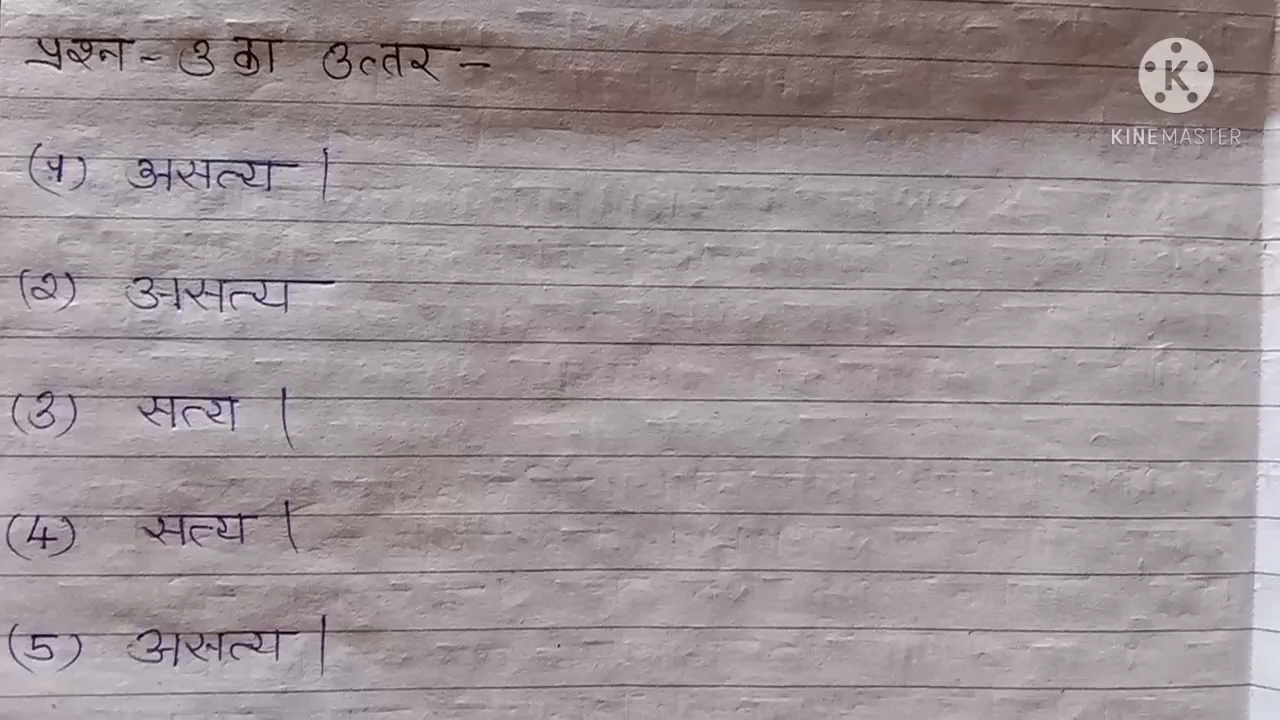 प्रश्न - 3 का उत्तर -
K
KINEMASTER
(1) असत्य |
(2) असत्य
(3) सत्य |
(4) सत्य |
(5) असत्य |